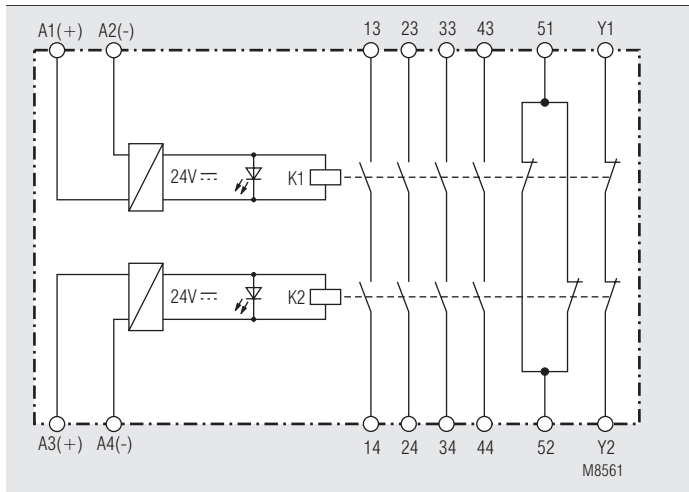 A1(+) A2(-) 13 23 33 43 51 Y1
24V K1
24V K2
A3(+) A4(-) 14 24 34 44 52 Y2
M8561